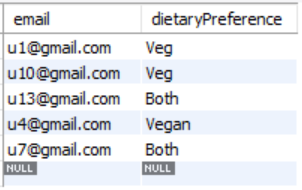 email dietaryPreference
u1@gmail.com Veg
u10@gmail.com Veg
u13@gmail.com Both
u4@gmail.com Vegan
u7@gmail.com Both
NULL NULL